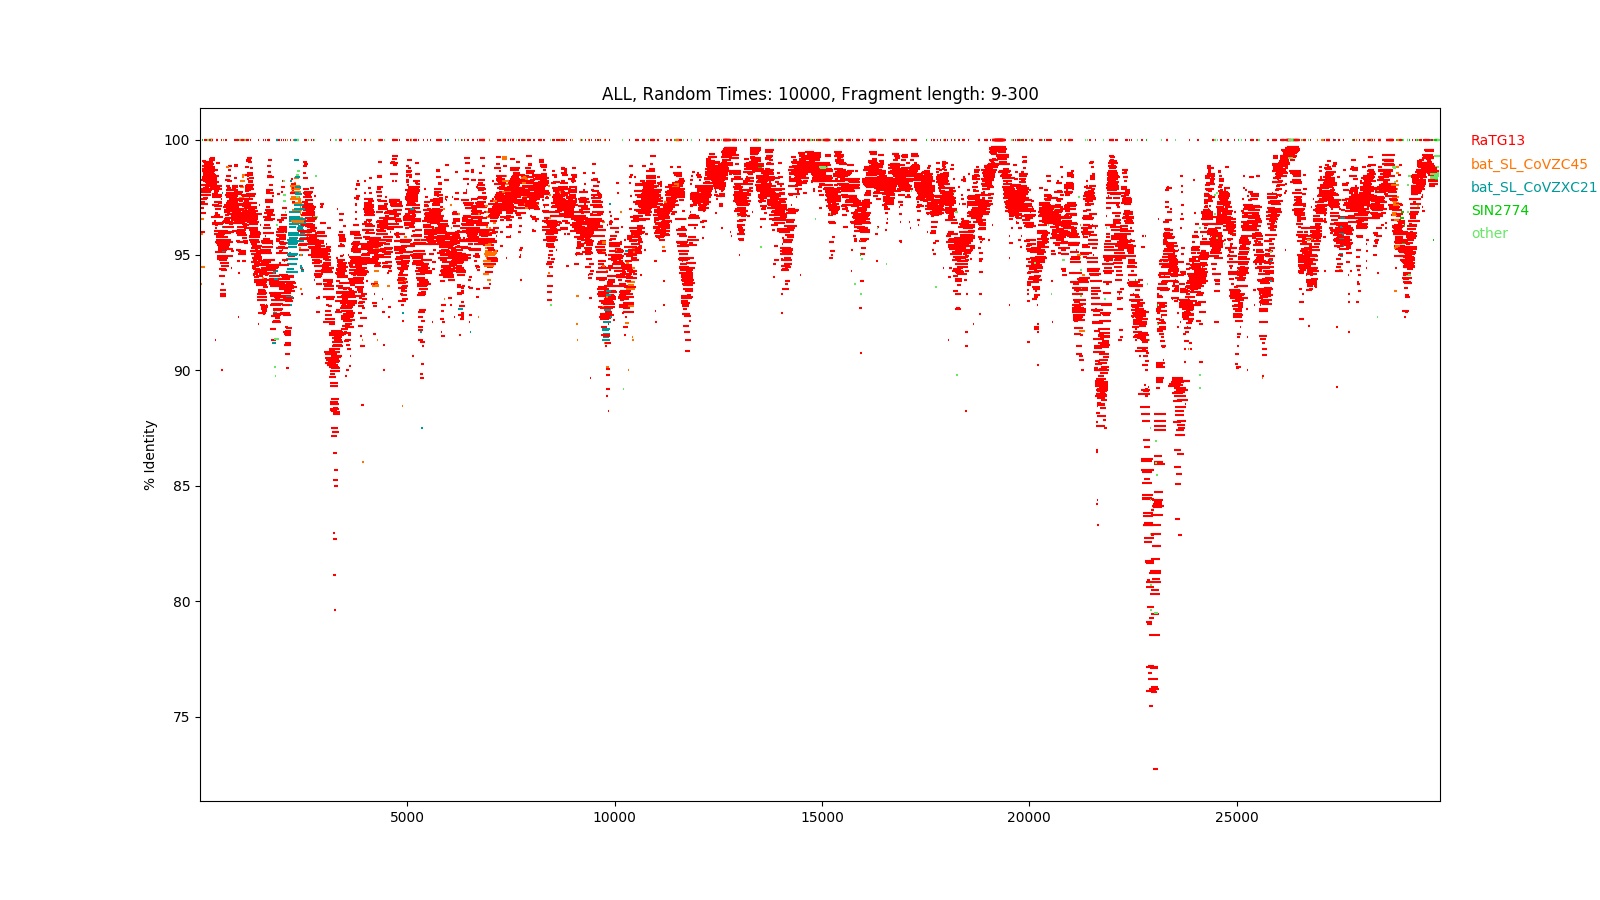 ALL, Random Times: 10000, Fragment length: 9-300
% Identity
100
95
90
85
80
75
5000
10000
15000
20000
25000
RaTG13
bat_SL_CoVZC45
bat_SL_CoVZXC21
SIN2774
other